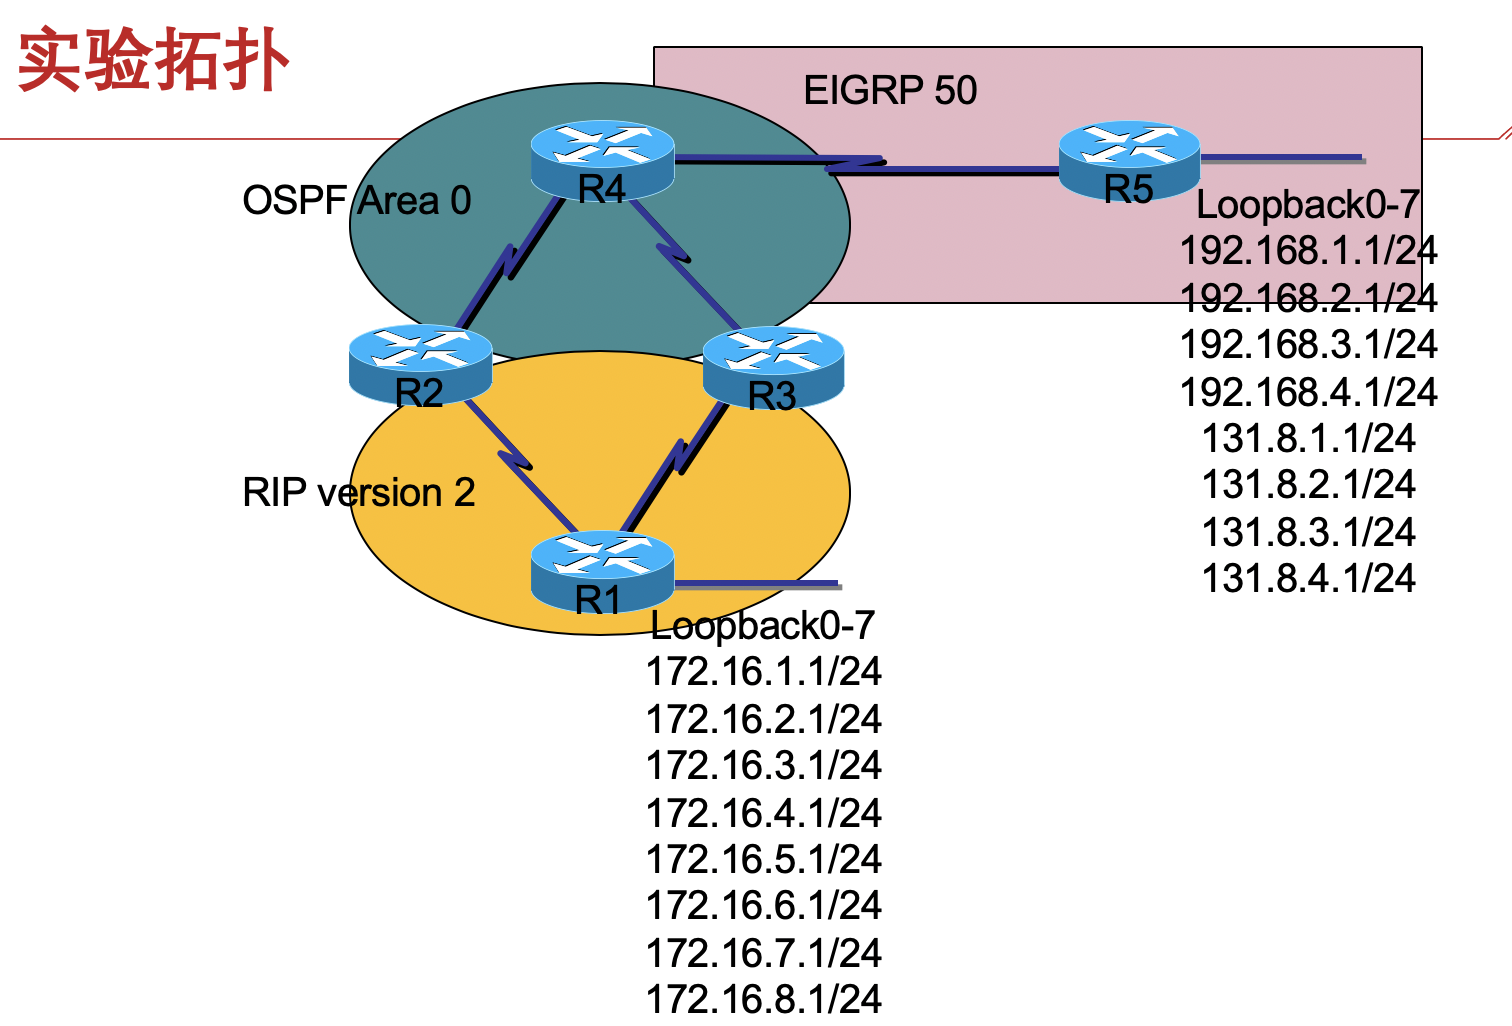 实验拓扑
EIGRP 50
R4
R5
OSPF Area 0
Loopback0-7
192.168.1.1/24
192.168.2.1/24
192.168.3.1/24
192.168.4.1/24
131.8.1.1/24
131.8.2.1/24
131.8.3.1/24
131.8.4.1/24
R2
R3
RIP version 2
R1
Loopback0-7
172.16.1.1/24
172.16.2.1/24
172.16.3.1/24
172.16.4.1/24
172.16.5.1/24
172.16.6.1/24
172.16.7.1/24
172.16.8.1/24